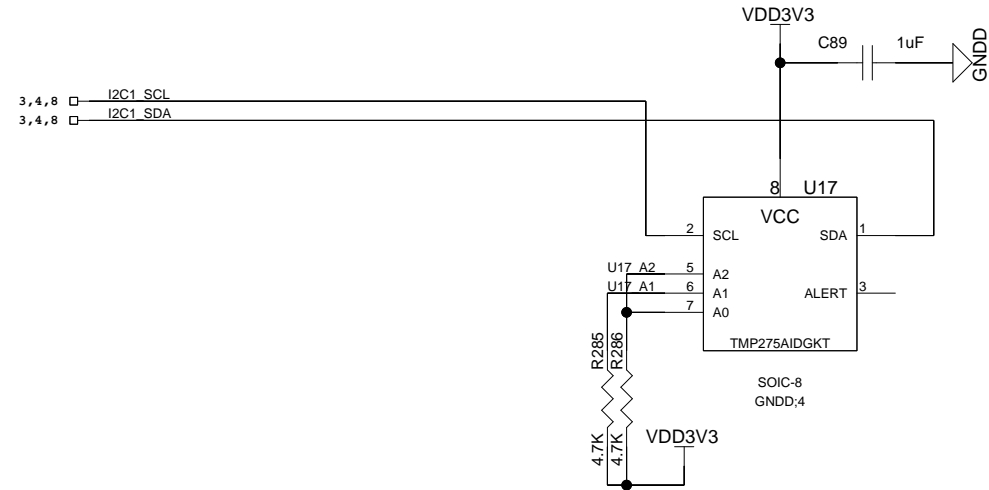 VDD3V3
C89 1uF
GNDD
3,4,8 I2C1_SCL
3,4,8 I2C1_SDA
8 U17
VCC
2 SCL SDA 1
U17_A2 5 A2
U17_A1 6 A1 ALERT 3
7 A0
TMP275AIDGKT
R285
R286
SOIC-8
GNDD;4
4.7K
4.7K
VDD3V3